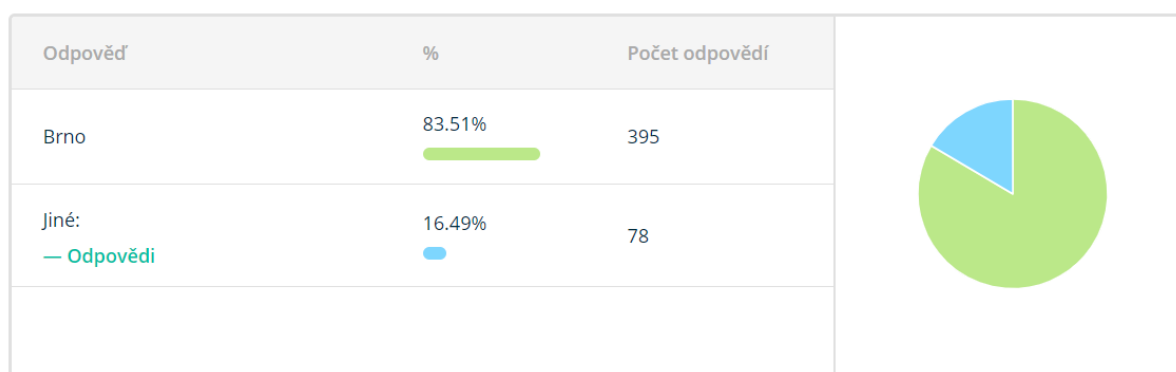 Odpověď % Počet odpovědí
Brno 83.51% 395
Jiné: 16.49% 78
— Odpovědi